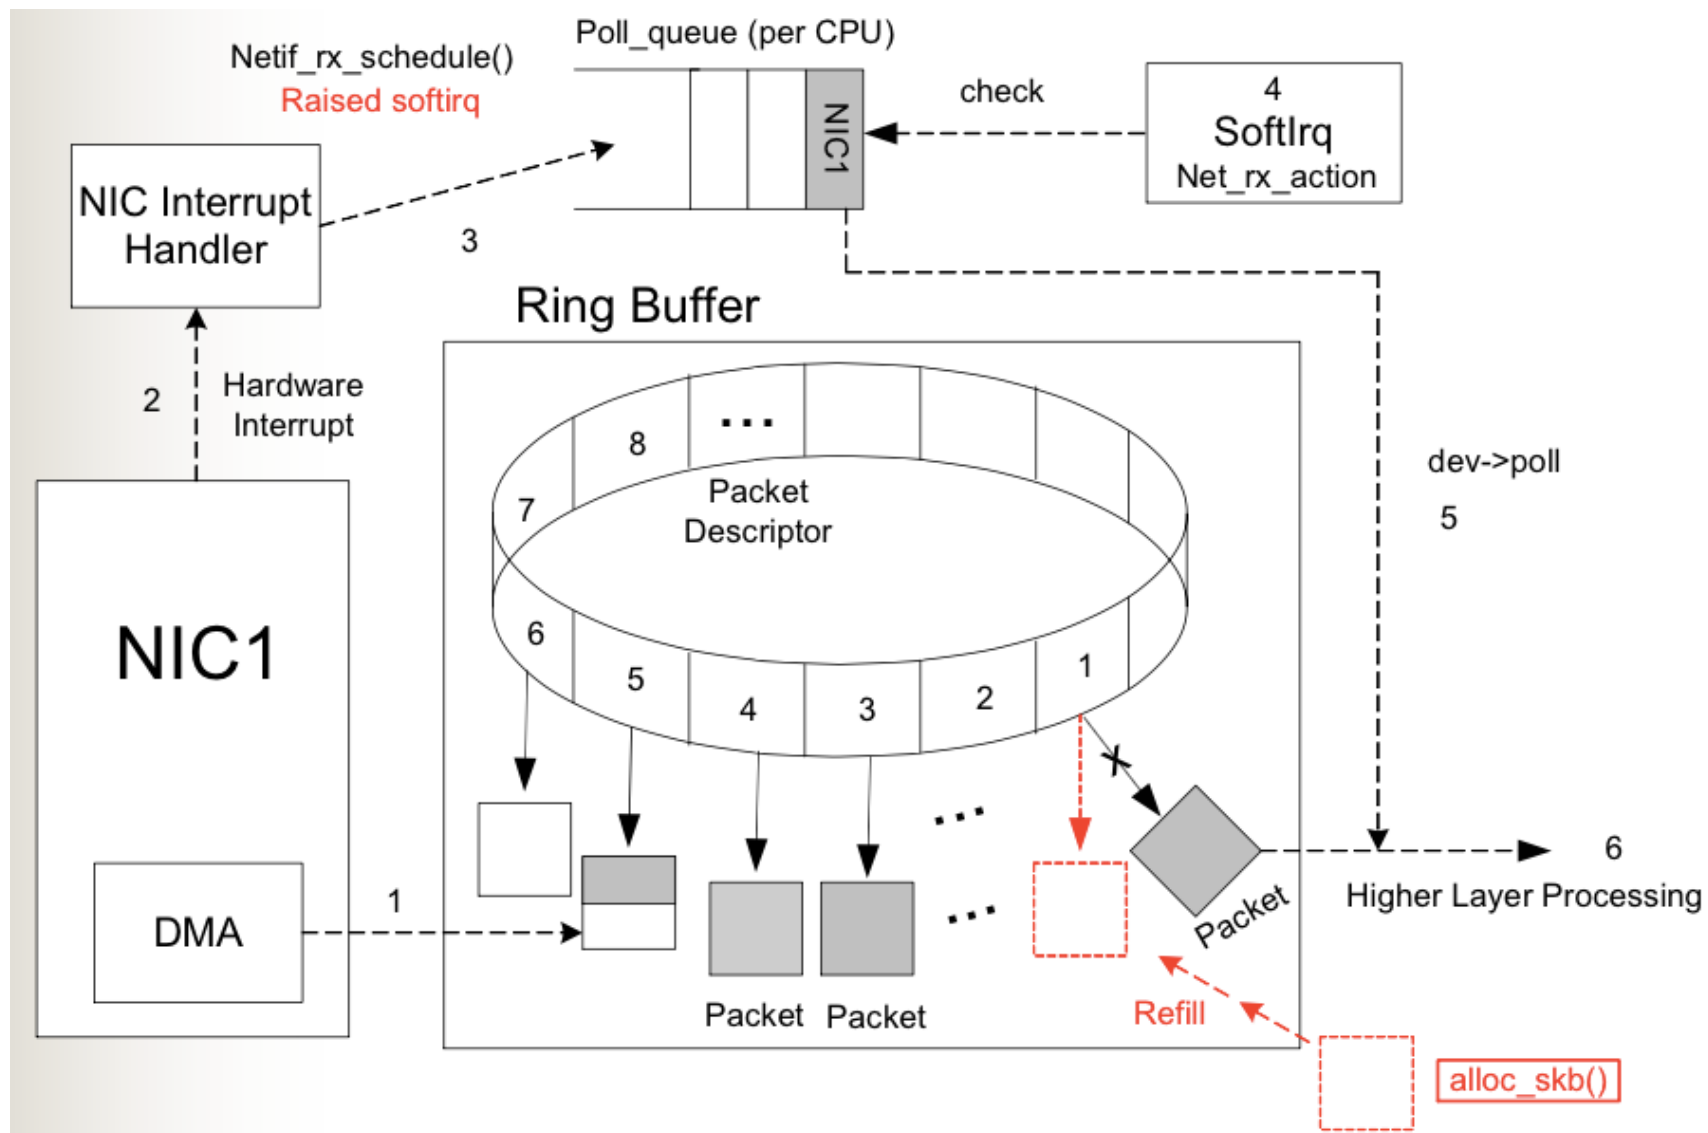 Poll_queue (per CPU)
Netif_rx_schedule()
Raised softirq
check
4
SoftIrq
Net_rx_action
NIC1
NIC Interrupt
Handler
3
Ring Buffer
2
Hardware
Interrupt
8
...
7
Packet
Descriptor
dev->poll
5
NIC1
6
5
4
3
2
1
X
...
...
DMA
1
Packet
6
Higher Layer Processing
Packet
Packet
Refill
alloc_skb()